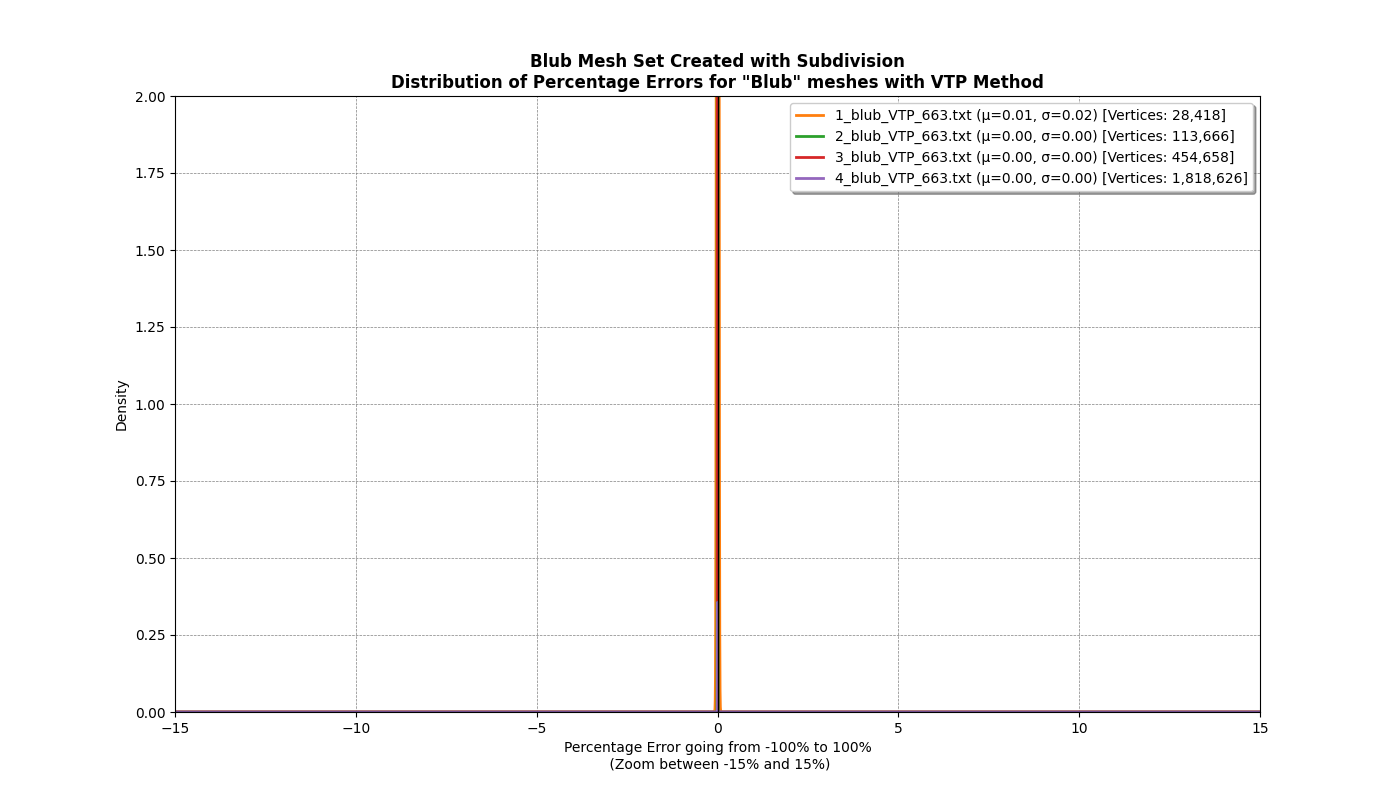 Blub Mesh Set Created with Subdivision
Distribution of Percentage Errors for "Blub" meshes with VTP Method
1_blub_VTP_663.txt (μ=0.01, σ=0.02) [Vertices: 28,418]
2_blub_VTP_663.txt (μ=0.00, σ=0.00) [Vertices: 113,666]
3_blub_VTP_663.txt (μ=0.00, σ=0.00) [Vertices: 454,658]
4_blub_VTP_663.txt (μ=0.00, σ=0.00) [Vertices: 1,818,626]
2.00
1.75
1.50
1.25
1.00
0.75
0.50
0.25
0.00
Density
−15 −10 −5 0 5 10 15
Percentage Error going from -100% to 100%
(Zoom between -15% and 15%)